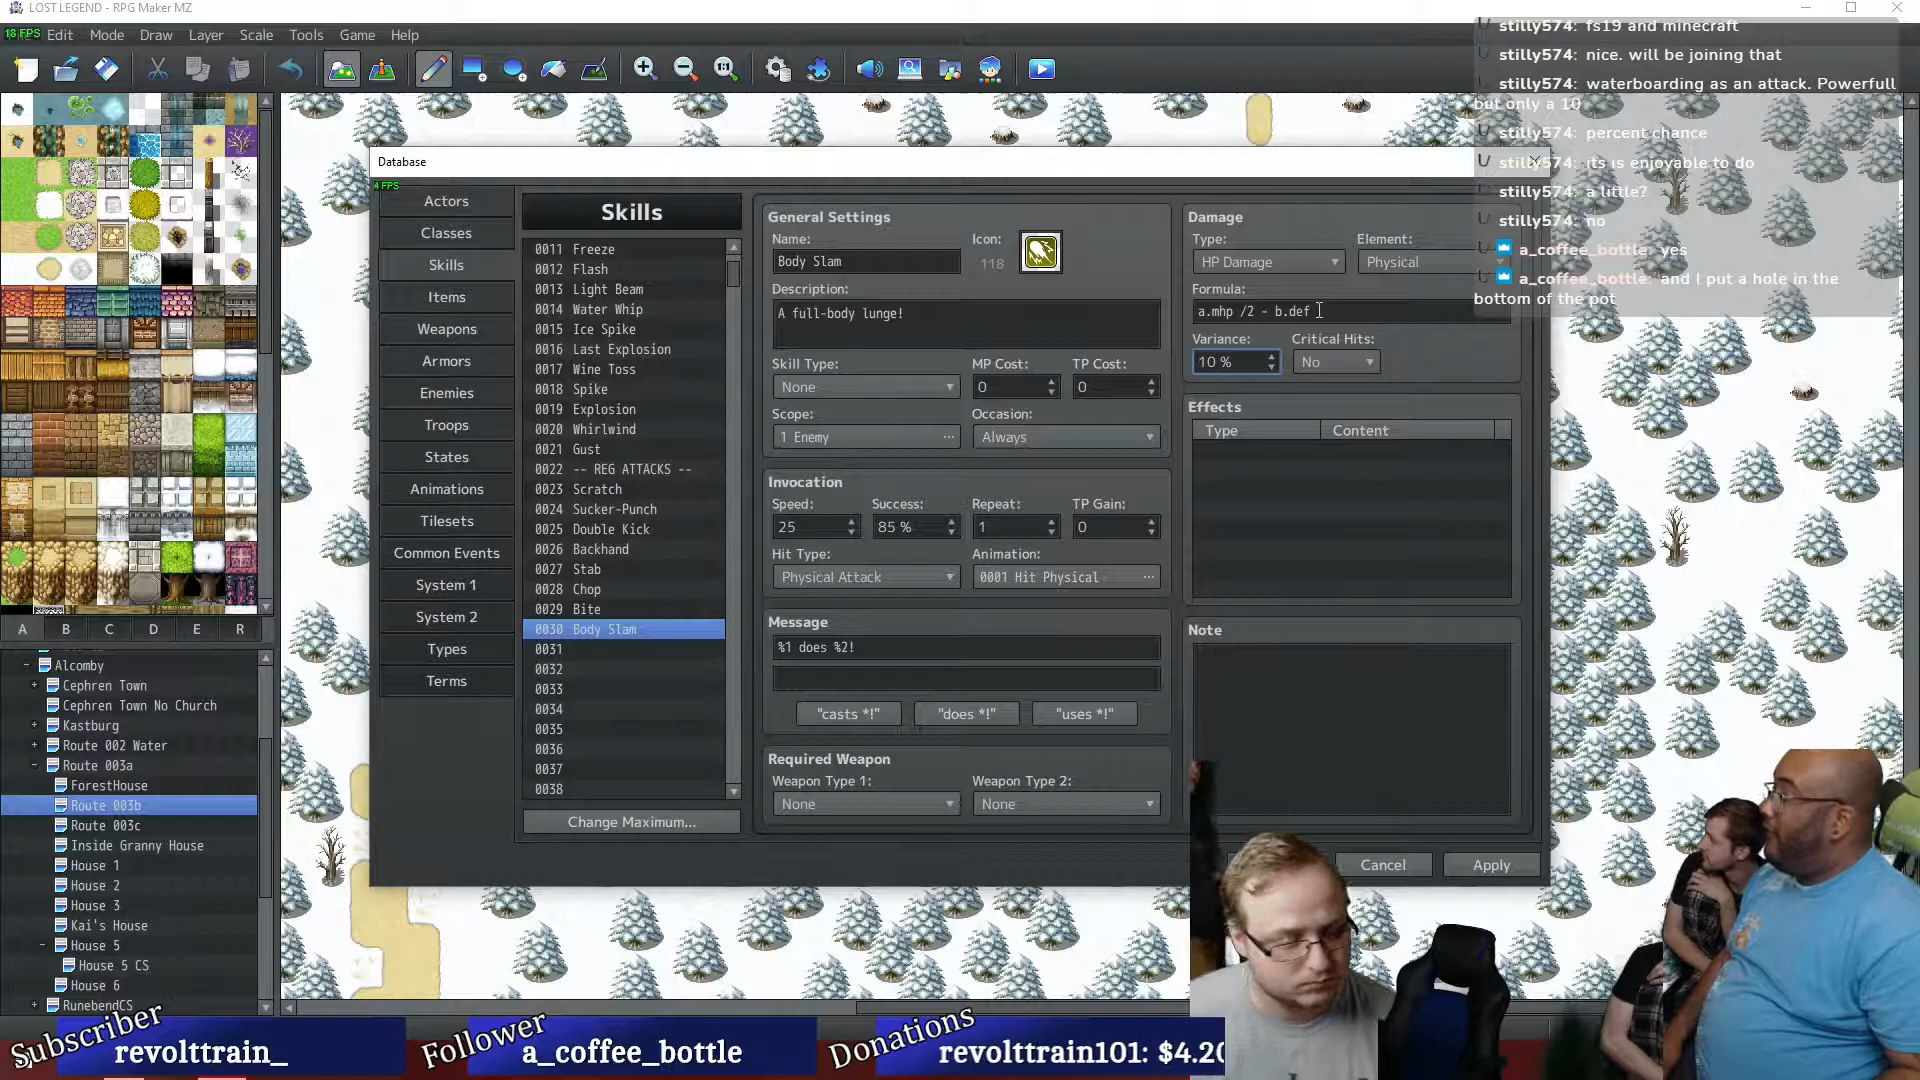 LOST LEGEND - RPG Maker MZ
18 FPS
Edit Mode Draw Layer Scale Tools Game Help
stilly574: fs19 and minecraft
stilly574: nice. will be joining that
stilly574: waterboarding as an attack. Powerfull
but only a 10
stilly574: percent chance
stilly574: its is enjoyable to do
stilly574: a little?
stilly574: no
a_coffee_bottle: yes
a_coffee_bottle: and I put a hole in the
bottom of the pot
Database
4 FPS
Actors
Classes
Skills
Items
Weapons
Armors
Enemies
Troops
States
Animations
Tilesets
Common Events
System 1
System 2
Types
Terms
Skills
0011 Freeze
0012 Flash
0013 Light Beam
0014 Water Whip
0015 Ice Spike
0016 Last Explosion
0017 Wine Toss
0018 Spike
0019 Explosion
0020 Whirlwind
0021 Gust
0022 -- REG ATTACKS --
0023 Scratch
0024 Sucker-Punch
0025 Double Kick
0026 Backhand
0027 Stab
0028 Chop
0029 Bite
0030 Body Slam
0031
0032
0033
0034
0035
0036
0037
0038
Change Maximum...
General Settings
Name: Icon:
Body Slam 118
Description:
A full-body lunge!
Skill Type: MP Cost: TP Cost:
None 0 0
Scope: Occasion:
1 Enemy ... Always
Invocation
Speed: Success: Repeat: TP Gain:
25 85 % 1 0
Hit Type: Animation:
Physical Attack 0001 Hit Physical ...
Message
%1 does %2!
"casts *!" "does *!" "uses *!"
Required Weapon
Weapon Type 1: Weapon Type 2:
None None
Damage
Type: Element:
HP Damage Physical
Formula:
a.mhp /2 - b.def
Variance: Critical Hits:
10 % No
Effects
Type Content
Note
Cancel Apply
A B C D E R
Alcomby
Cephren Town
Cephren Town No Church
Kastburg
Route 002 Water
Route 003a
ForestHouse
Route 003b
Route 003c
Inside Granny House
House 1
House 2
House 3
Kai's House
House 5
House 5 CS
House 6
RunebendCS
Subscriber
revolttrain_
Follower
a_coffee_bottle
Donations
revolttrain101: $4.20